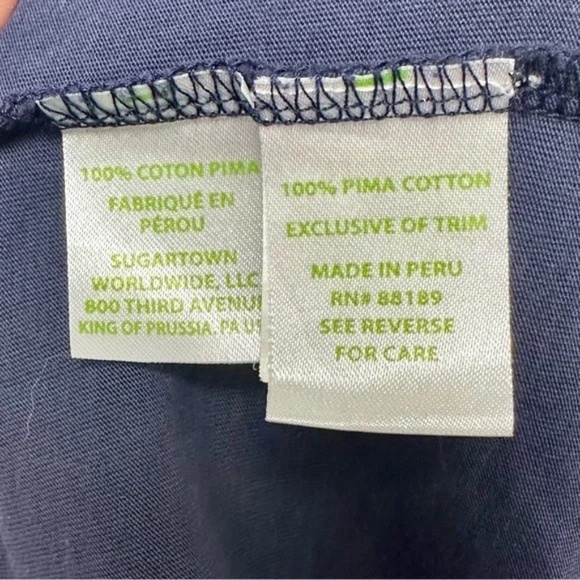 100% COTON PIMA
FABRIQUÉ EN
PÉROU
SUGARTOWN
WORLDWIDE, LLC
800 THIRD AVENU
KING OF PRUSSIA, PA US
100% PIMA COTTON
EXCLUSIVE OF TRIM
MADE IN PERU
RN# 88189
SEE REVERSE
FOR CARE